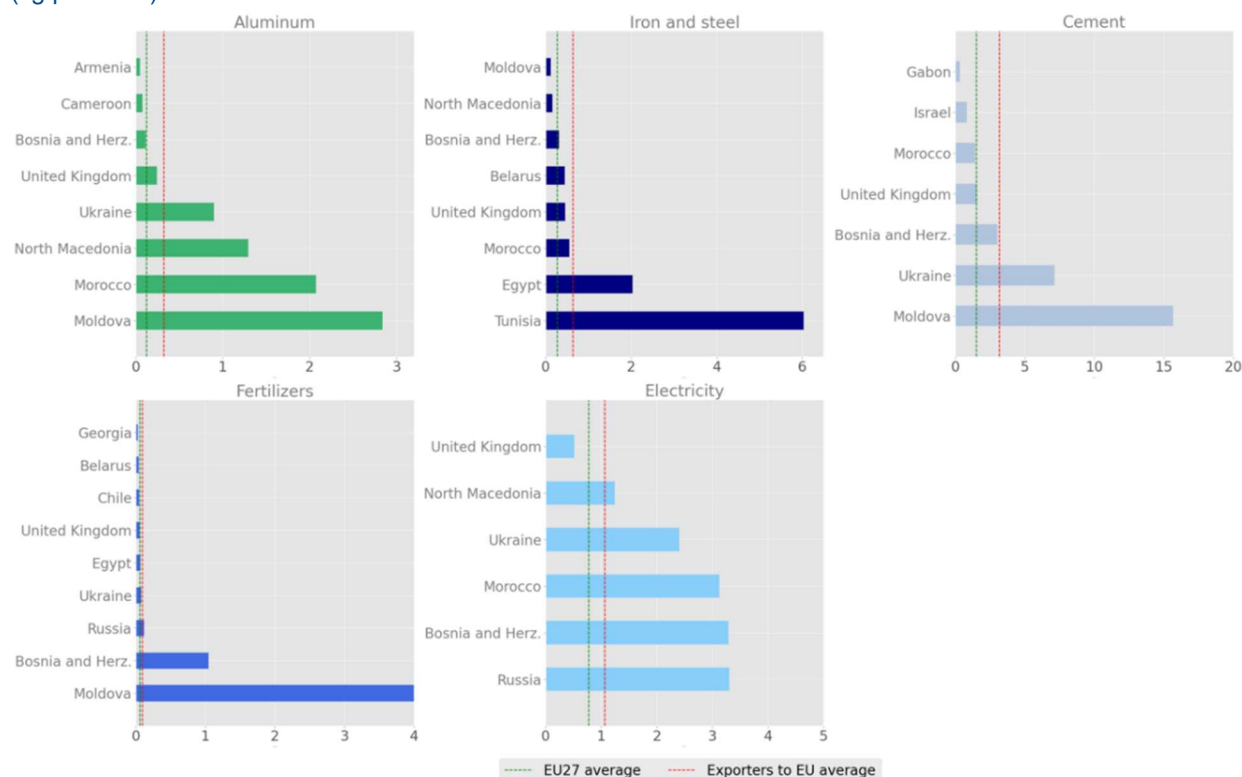 Aluminum
Armenia
Cameroon
Bosnia and Herz.
United Kingdom
Ukraine
North Macedonia
Morocco
Moldova
0 1 2 3
Iron and steel
Moldova
North Macedonia
Bosnia and Herz.
Belarus
United Kingdom
Morocco
Egypt
Tunisia
0 2 4 6
Cement
Gabon
Israel
Morocco
United Kingdom
Bosnia and Herz.
Ukraine
Moldova
0 5 10 15 20
Fertilizers
Georgia
Belarus
Chile
United Kingdom
Egypt
Ukraine
Russia
Bosnia and Herz.
Moldova
0 1 2 3 4
Electricity
United Kingdom
North Macedonia
Ukraine
Morocco
Bosnia and Herz.
Russia
0 1 2 3 4 5
EU27 average Exporters to EU average